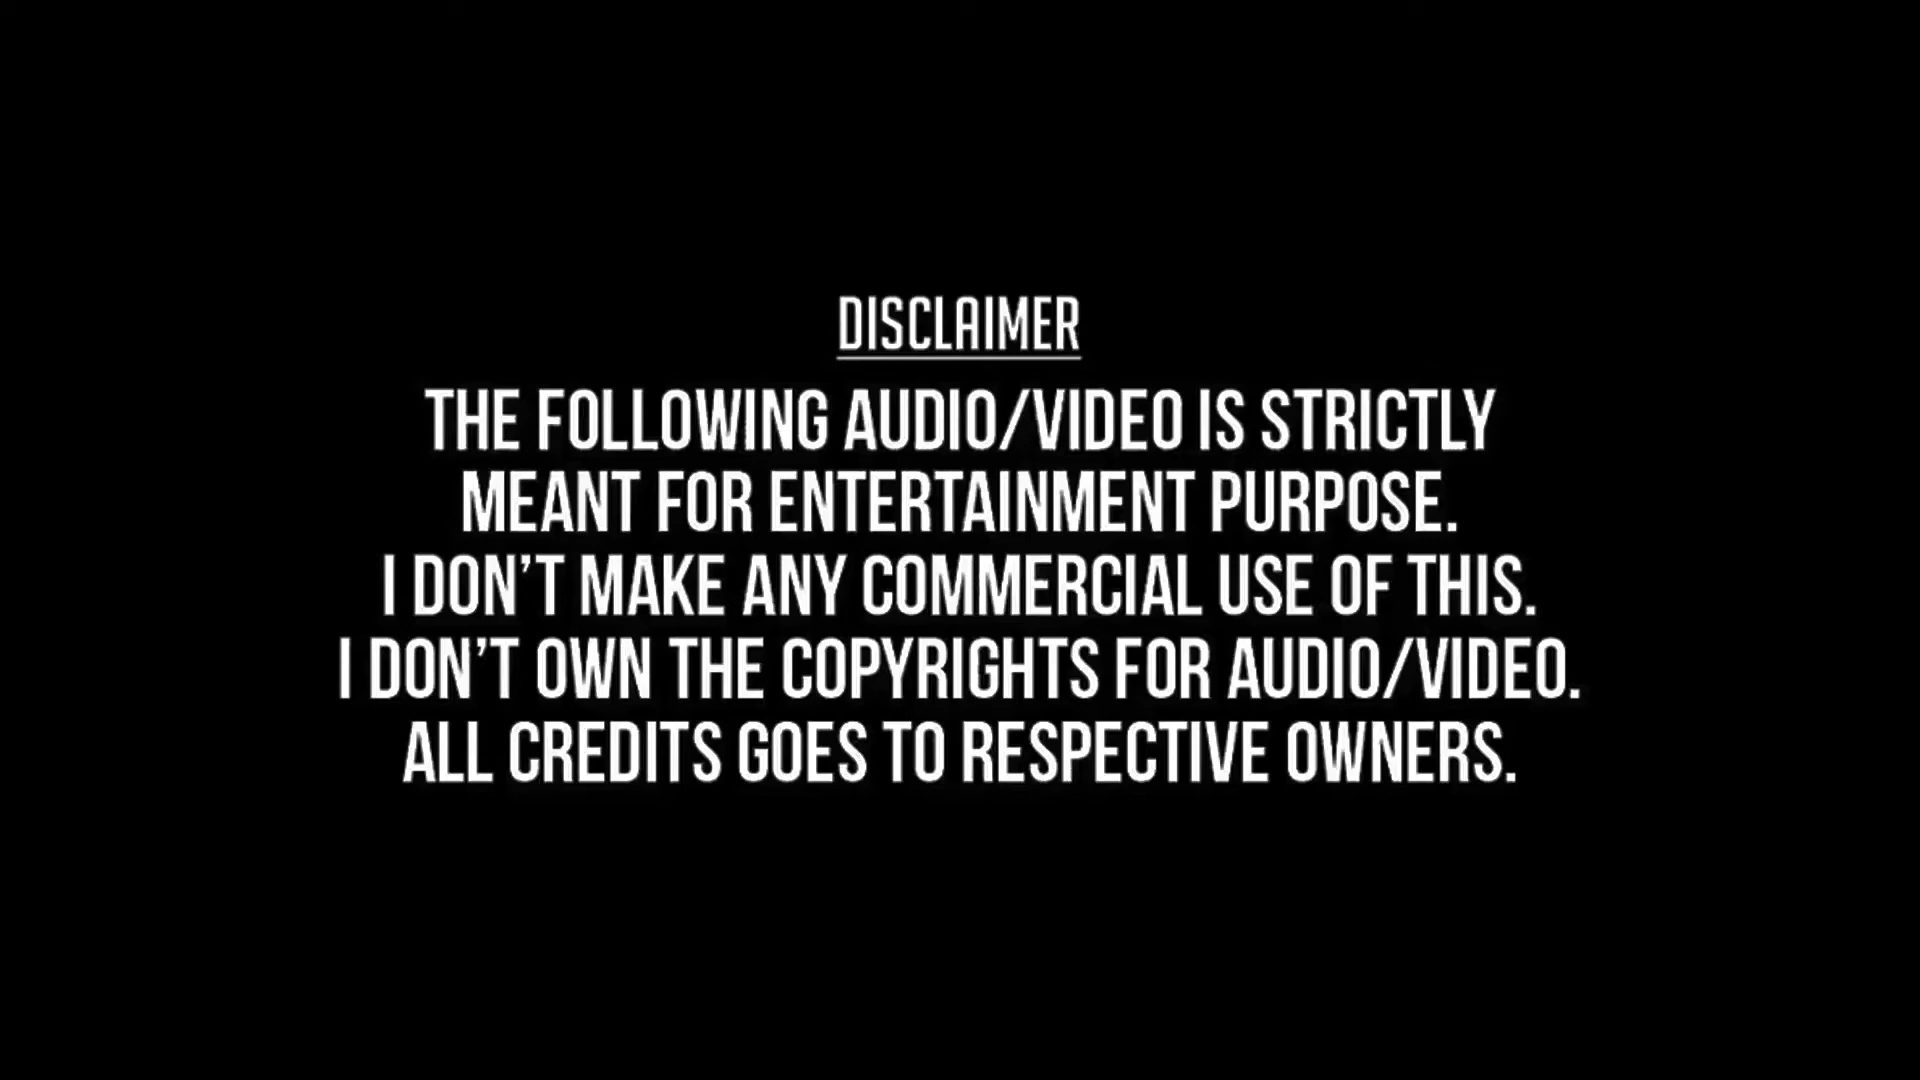 DISCLAIMER
THE FOLLOWING AUDIO/VIDEO IS STRICTLY
MEANT FOR ENTERTAINMENT PURPOSE.
I DON’T MAKE ANY COMMERCIAL USE OF THIS.
I DON’T OWN THE COPYRIGHTS FOR AUDIO/VIDEO.
ALL CREDITS GOES TO RESPECTIVE OWNERS.